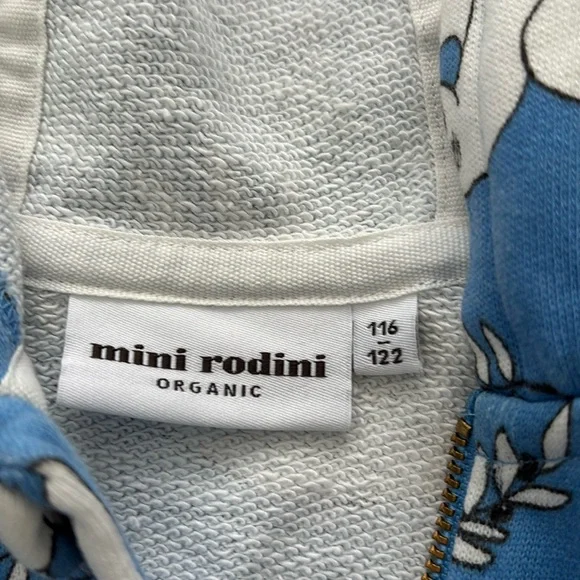 mini rodini
ORGANIC
116
–
122